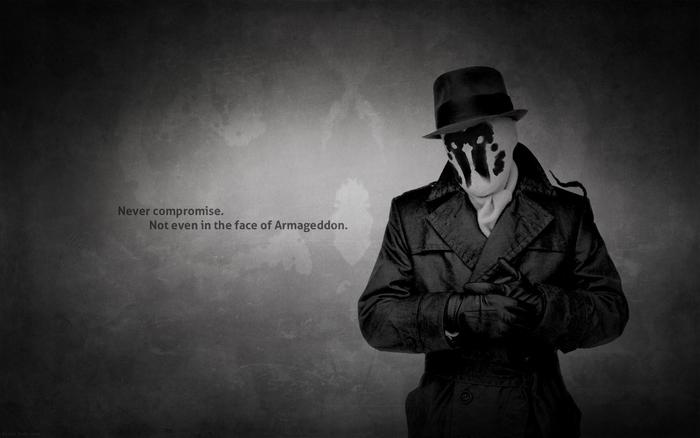 Never compromise.
Not even in the face of Armageddon.